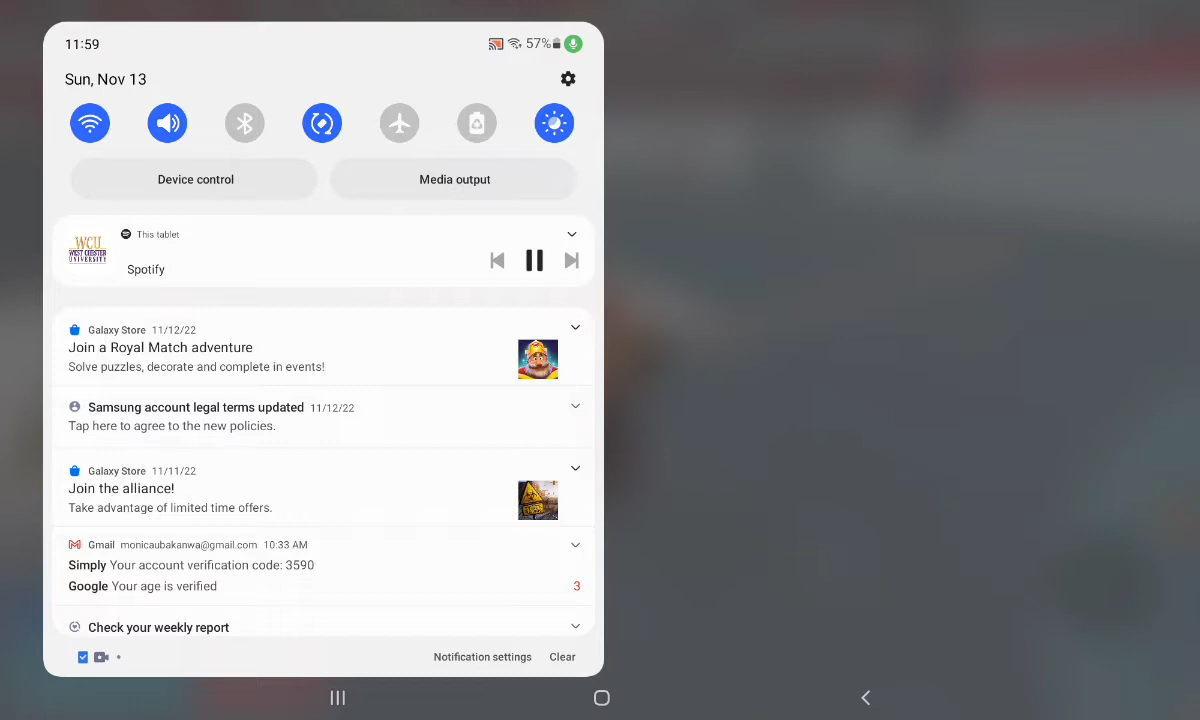 11:59
57%
Sun, Nov 13
Device control
Media output
WCU
WEST CHESTER
UNIVERSITY
This tablet
Spotify
Galaxy Store 11/12/22
Join a Royal Match adventure
Solve puzzles, decorate and complete in events!
Samsung account legal terms updated 11/12/22
Tap here to agree to the new policies.
Galaxy Store 11/11/22
Join the alliance!
Take advantage of limited time offers.
Gmail monicaubakanwa@gmail.com 10:33 AM
Simply Your account verification code: 3590
Google Your age is verified
3
Check your weekly report
Notification settings
Clear